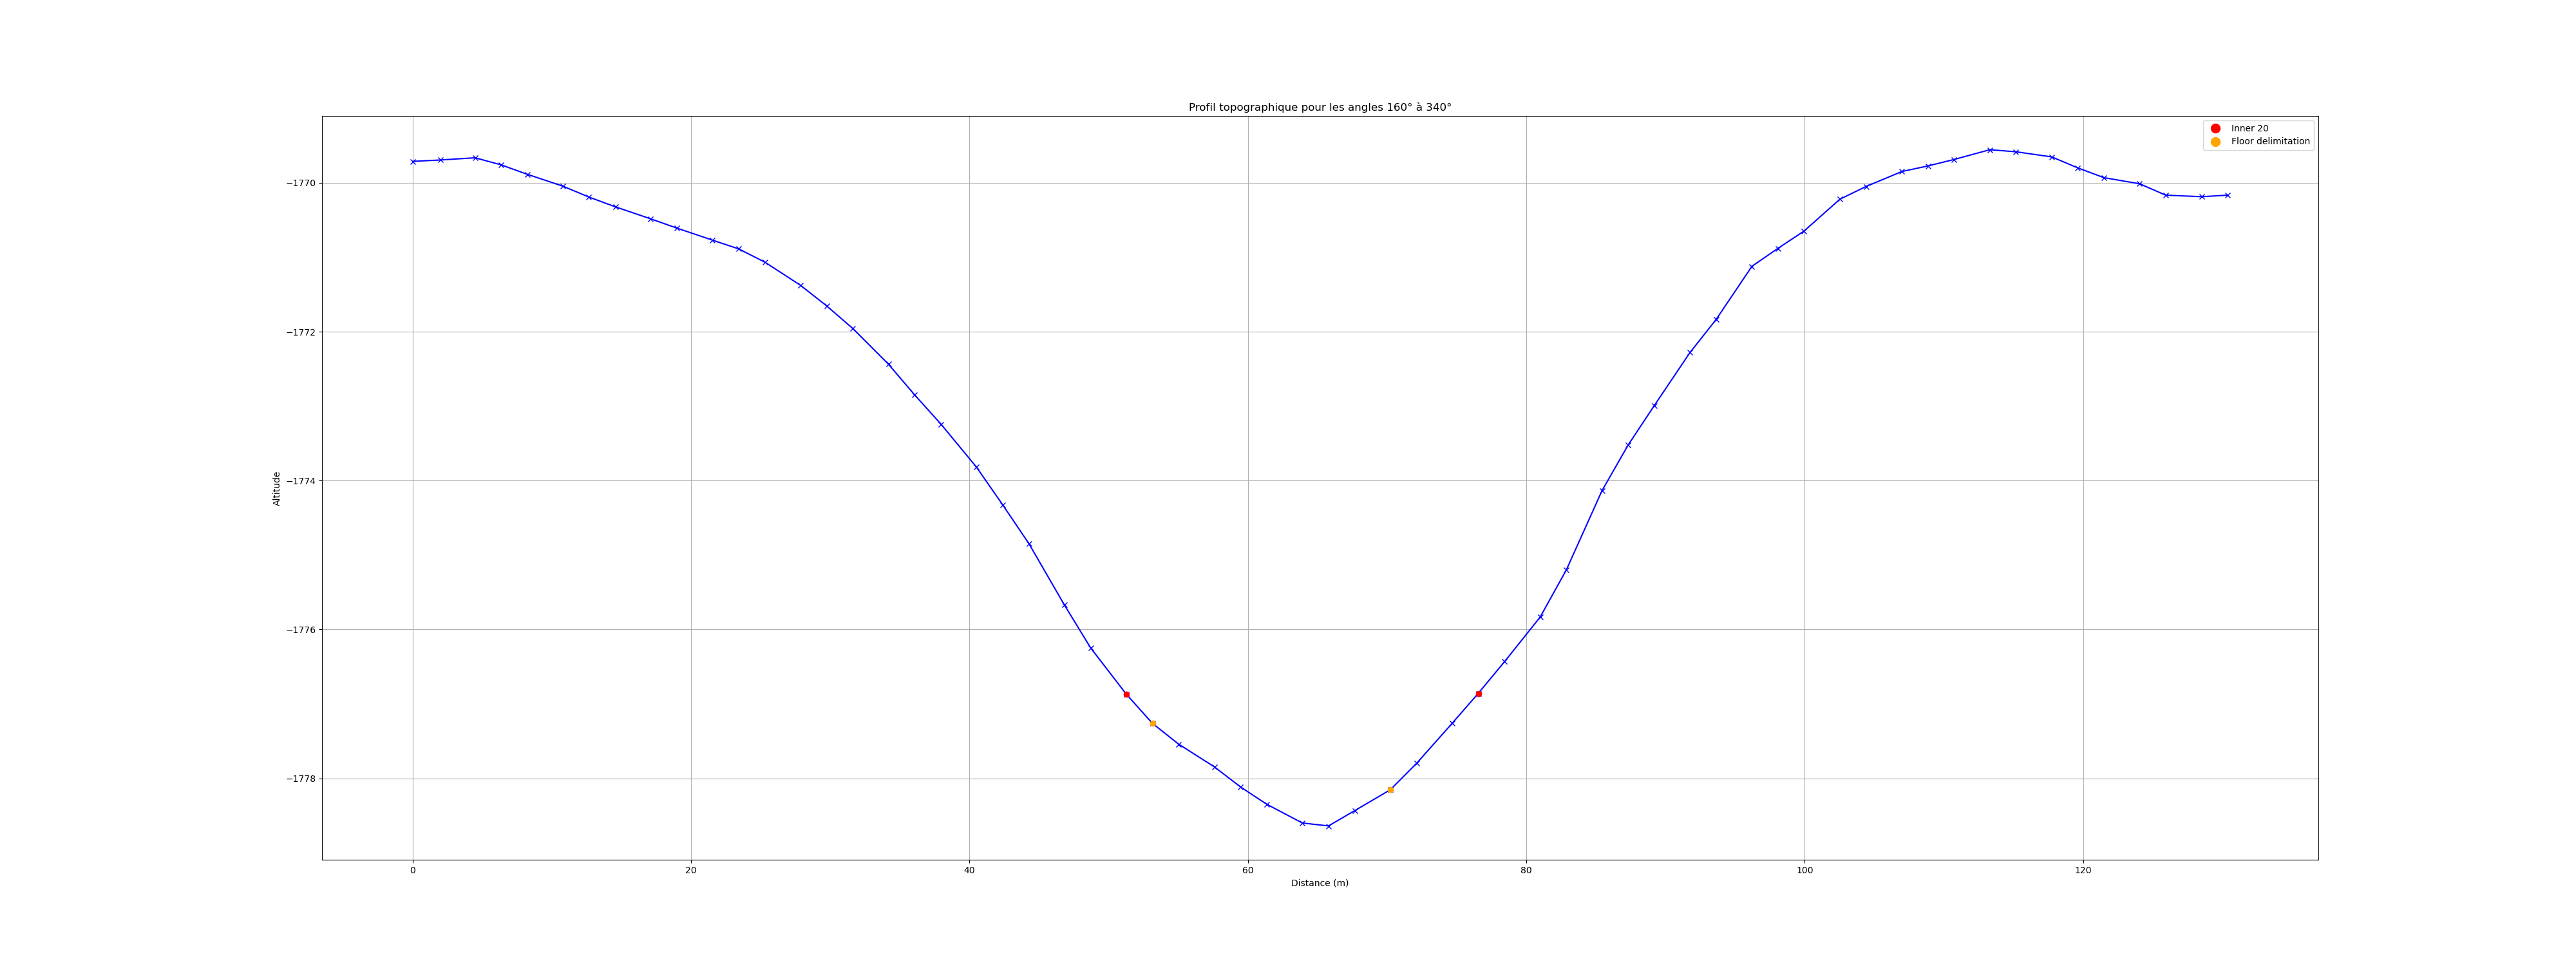 Profil topographique pour les angles 160° à 340°
Inner 20
Floor delimitation
−1770
−1772
−1774
−1776
−1778
Altitude
0
20
40
60
80
100
120
Distance (m)